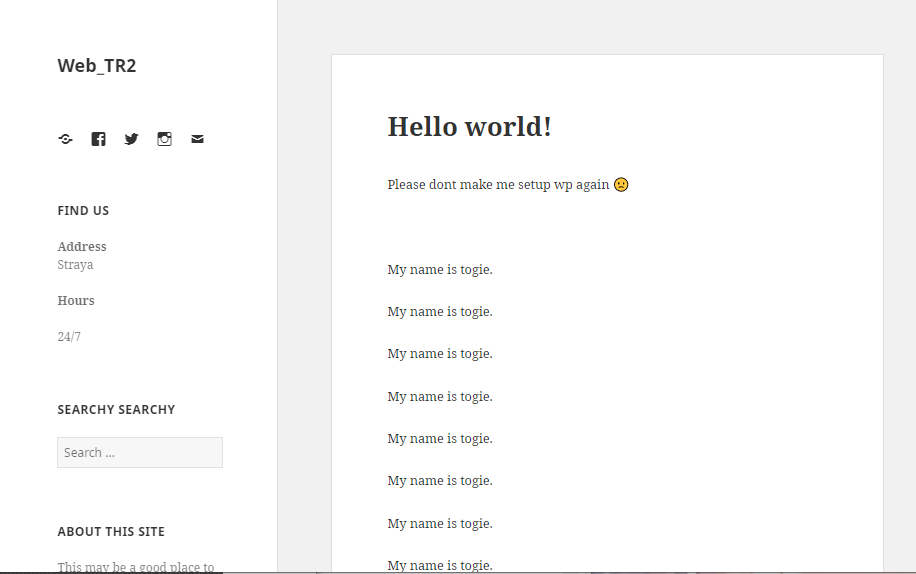 Web_TR2
FIND US
Address
Straya
Hours
24/7
SEARCHY SEARCHY
Search ...
ABOUT THIS SITE
This may be a good place to
Hello world!
Please dont make me setup wp again 🙁
My name is togie.
My name is togie.
My name is togie.
My name is togie.
My name is togie.
My name is togie.
My name is togie.
My name is togie.